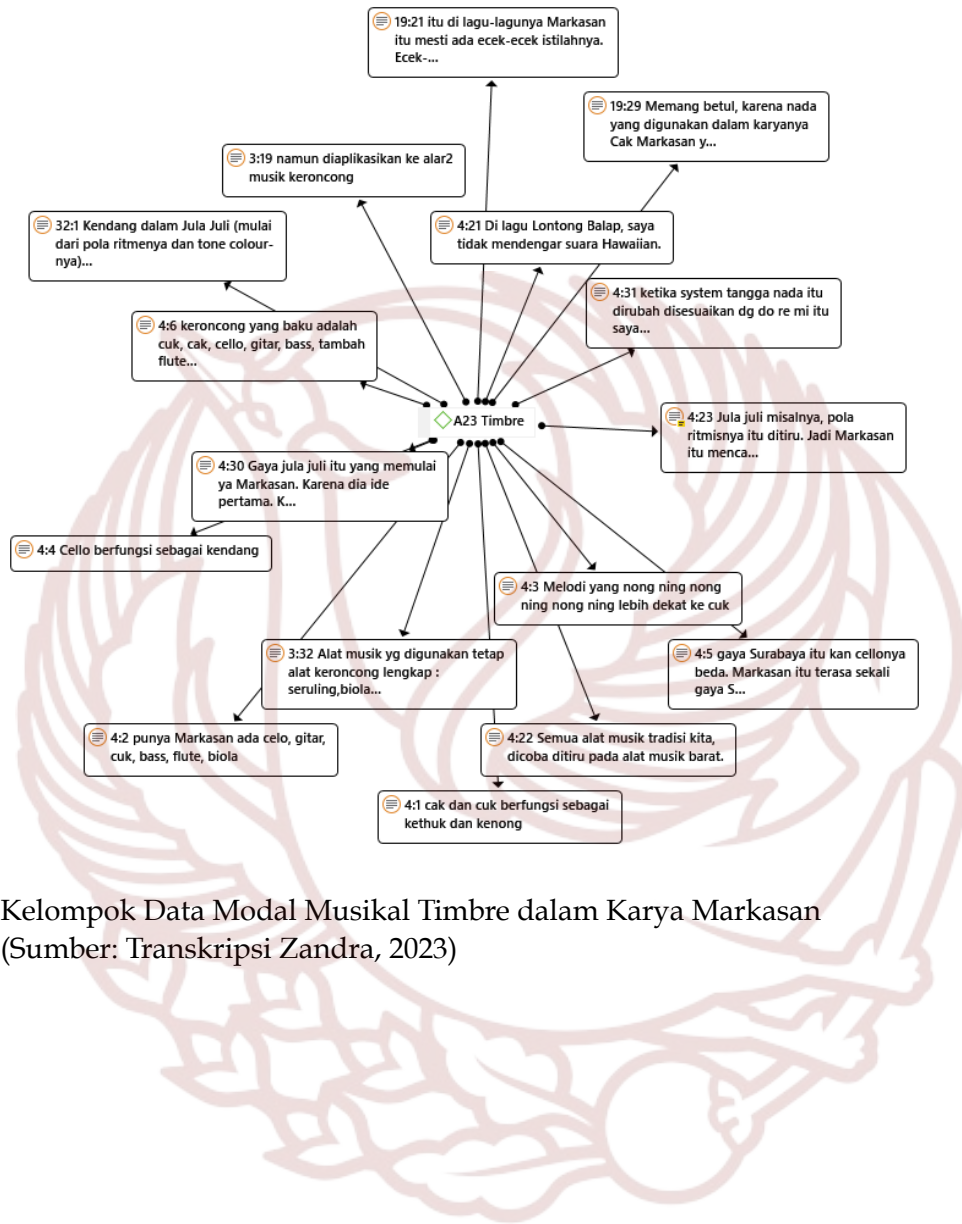 19:21 itu di lagu-lagunya Markasan
itu mesti ada ecek-ecek istilahnya.
Ecek-...
19:29 Memang betul, karena nada
yang digunakan dalam karyanya
Cak Markasan y...
3:19 namun diaplikasikan ke alar2
musik keroncong
32:1 Kendang dalam Jula Juli (mulai
dari pola ritmenya dan tone colour-
nya)...
4:21 Di lagu Lontong Balap, saya
tidak mendengar suara Hawaiian.
4:31 ketika system tangga nada itu
dirubah disesuaikan dg do re mi itu
saya...
4:6 keroncong yang baku adalah
cuk, cak, cello, gitar, bass, tambah
flute...
A23 Timbre
4:23 Jula juli misalnya, pola
ritmisnya itu ditiru. Jadi Markasan
itu menca...
4:30 Gaya jula juli itu yang memulai
ya Markasan. Karena dia ide
pertama. K...
4:4 Cello berfungsi sebagai kendang
4:3 Melodi yang nong ning nong
ning nong ning lebih dekat ke cuk
3:32 Alat musik yg digunakan tetap
alat keroncong lengkap :
seruling,biola...
4:5 gaya Surabaya itu kan cellonya
beda. Markasan itu terasa sekali
gaya S...
4:2 punya Markasan ada celo, gitar,
cuk, bass, flute, biola
4:22 Semua alat musik tradisi kita,
dicoba ditiru pada alat musik barat.
4:1 cak dan cuk berfungsi sebagai
kethuk dan kenong
Kelompok Data Modal Musikal Timbre dalam Karya Markasan
(Sumber: Transkripsi Zandra, 2023)